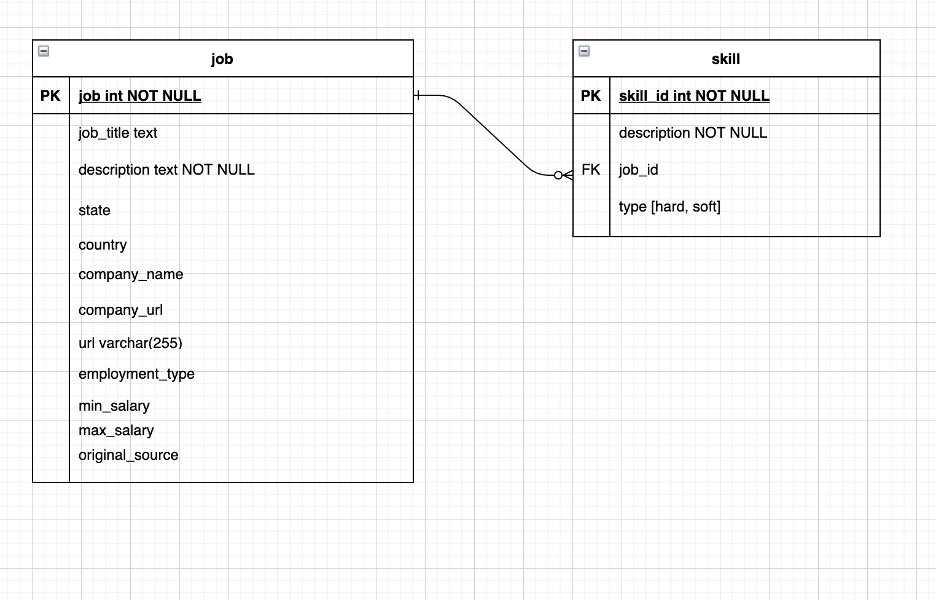 job
PK job int NOT NULL
job_title text
description text NOT NULL
state
country
company_name
company_url
url varchar(255)
employment_type
min_salary
max_salary
original_source
skill
PK skill_id int NOT NULL
description NOT NULL
FK job_id
type [hard, soft]